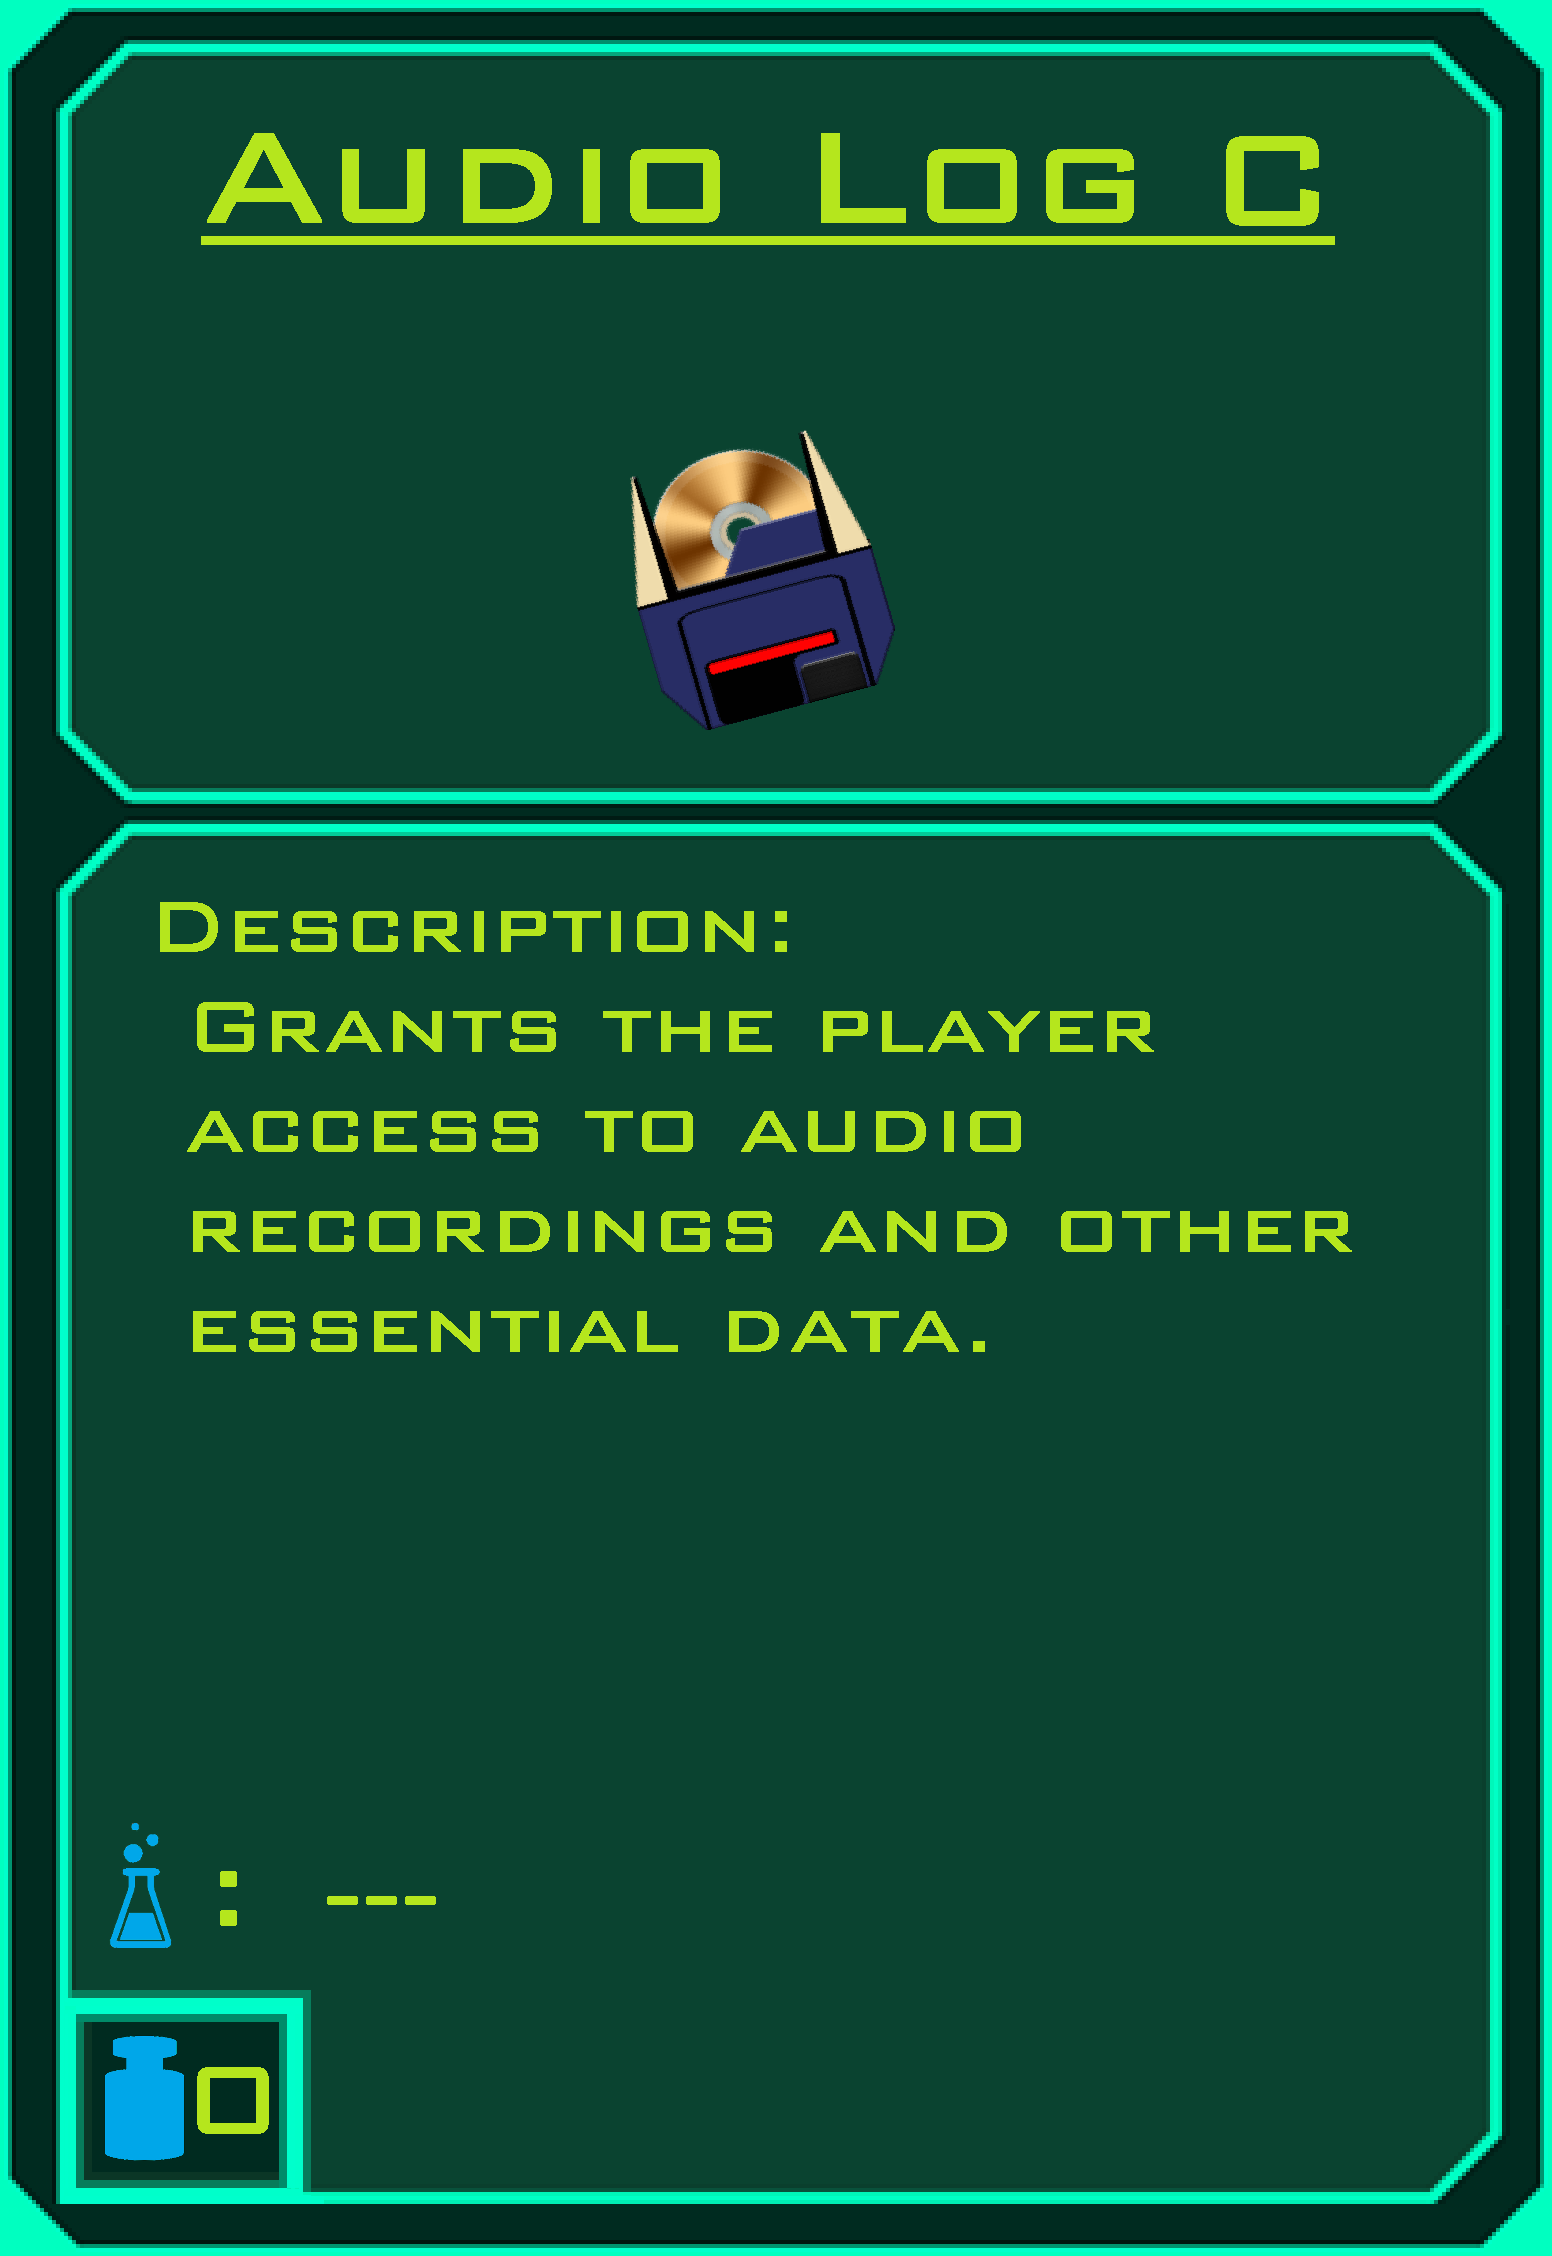 Audio Log C
Description:
Grants the player
access to audio
recordings and other
essential data.
: ---
0